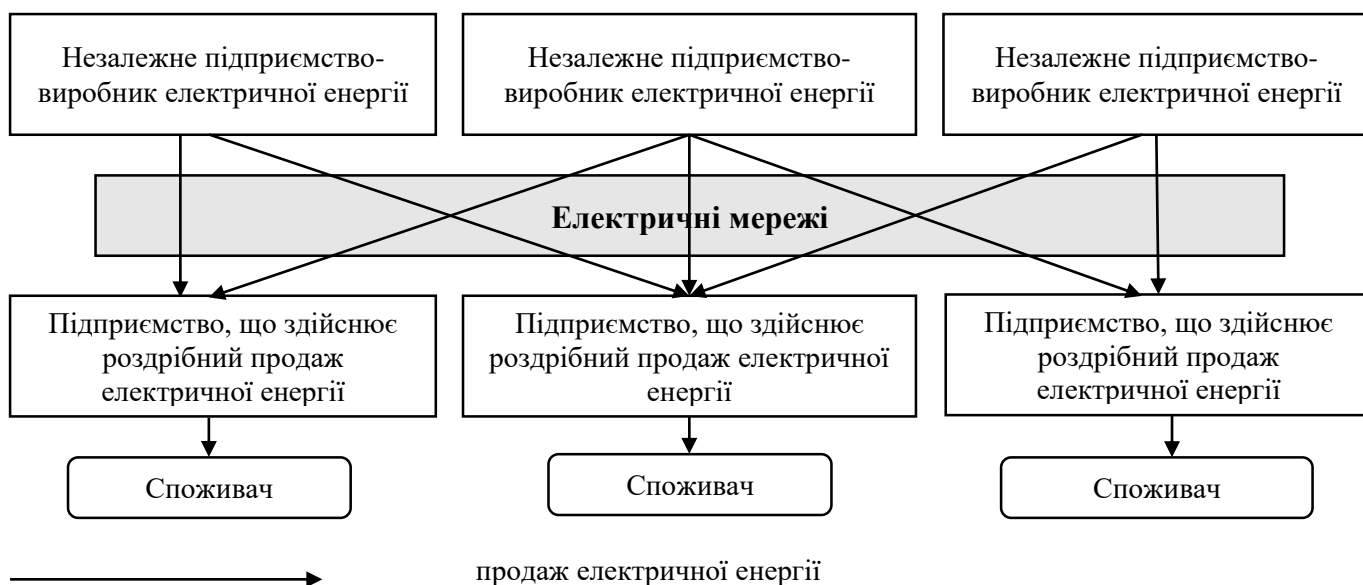 Незалежне підприємство-
виробник електричної енергії
Незалежне підприємство-
виробник електричної енергії
Незалежне підприємство-
виробник електричної енергії
Електричні мережі
Підприємство, що здійснює
роздрібний продаж
електричної енергії
Підприємство, що здійснює
роздрібний продаж електричної
енергії
Підприємство, що здійснює
роздрібний продаж
електричної енергії
Споживач
Споживач
Споживач
продаж електричної енергії